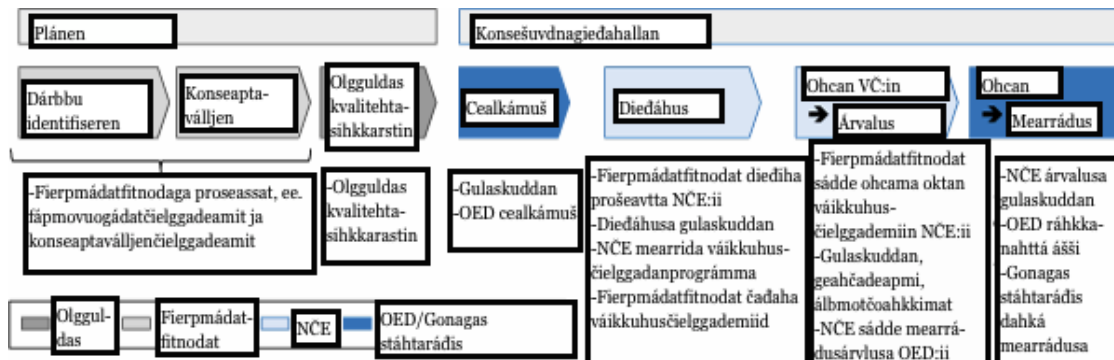 Plánen
Konsešuvdnagieđahallan
Dárbbu
identifiseren
Konseapta-
válljen
Olgguldas
kvalitehta-
sihkkarstin
Cealkámuš
Dieđáhus
Ohcan VČ:in
➔ Árvalus
Ohcan
➔ Mearrádus
-Fierpmádatfitnodaga proseassat, ee.
fápmovuogádatčielggadeamit ja
konseaptaválljenčielggadeamit
-Olgguldas
kvalitehta-
sihkkarastin
-Gulaskuddan
-OED cealkámuš
-Fierpmádatfitnodat dieđiha
prošeavtta NČE:ii
-Dieđáhusa gulaskuddan
-NČE mearrida váikkuhus-
čielggadanprográmma
-Fierpmádatfitnodat čađaha
váikkuhusčielggademiid
-Fierpmádatfitnodat
sádde ohcama oktan
váikkuhus-
čielggademiin NČE:ii
-Gulaskuddan,
geahčadeapmi,
álbmotčoahkkimat
-NČE sádde mearrá-
dusárvlusa OED:ii
-NČE árvalusa
gulaskuddan
-OED ráhkka-
nahttá ášši
-Gonagas
stáhtaráđis
dahká
mearrádusa
Olggul-
das
Fierpmádat-
fitnodat
NČE
OED/Gonagas
stáhtaráđis